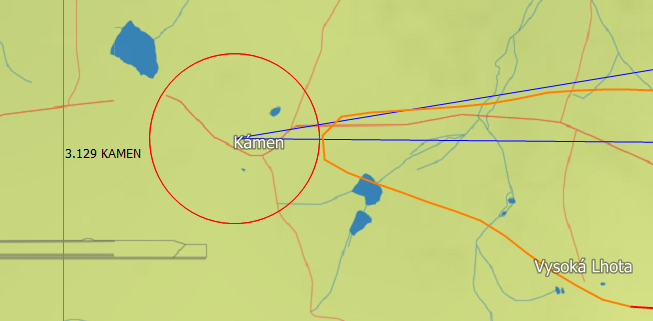 Kámen
3.129 KAMEN
Vysoká Lhota